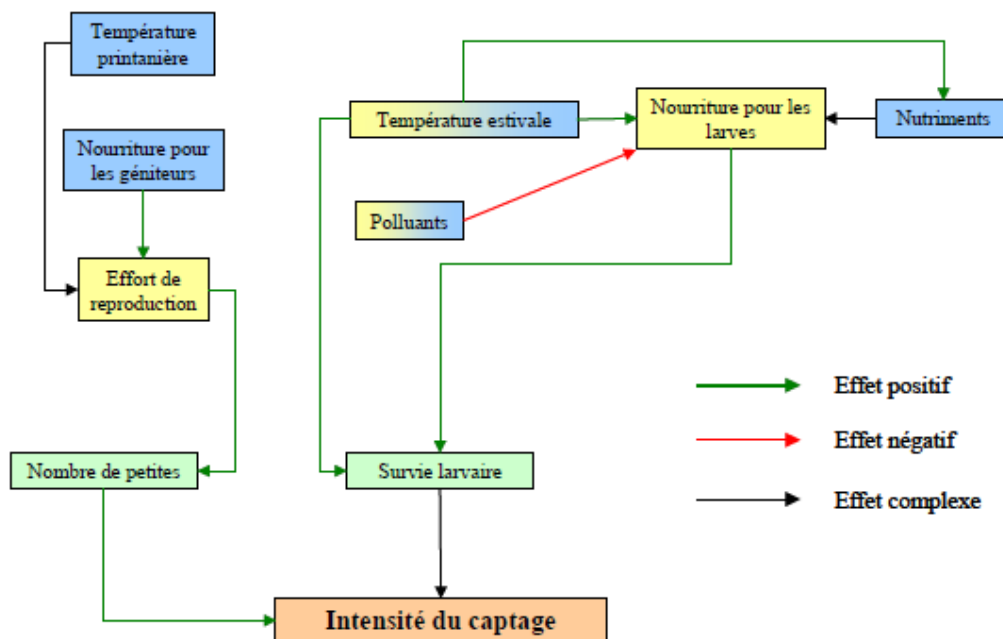 Température
printanière
Nourriture pour
les géniteurs
Effort de
reproduction
Nombre de petites
Température estivale
Nourriture pour les
larves
Nutriments
Polluants
Survie larvaire
Effet positif
Effet négatif
Effet complexe
Intensité du captage